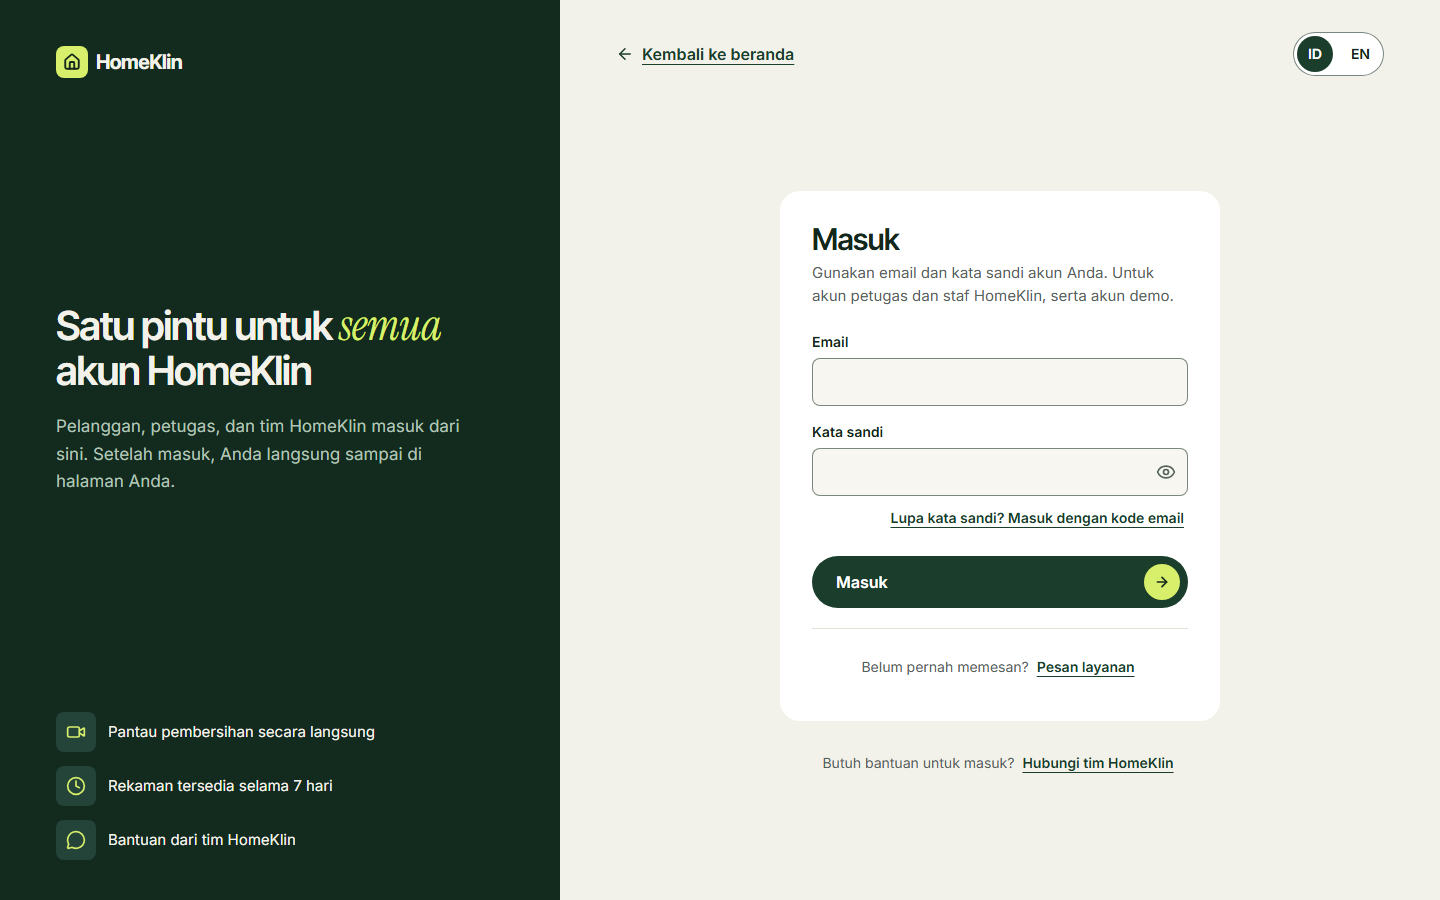 HomeKlin
Satu pintu untuk semua
akun HomeKlin
Pelanggan, petugas, dan tim HomeKlin masuk dari
sini. Setelah masuk, Anda langsung sampai di
halaman Anda.
Pantau pembersihan secara langsung
Rekaman tersedia selama 7 hari
Bantuan dari tim HomeKlin
Kembali ke beranda
ID EN
Masuk
Gunakan email dan kata sandi akun Anda. Untuk
akun petugas dan staf HomeKlin, serta akun demo.
Email
Kata sandi
Lupa kata sandi? Masuk dengan kode email
Masuk
Belum pernah memesan? Pesan layanan
Butuh bantuan untuk masuk? Hubungi tim HomeKlin